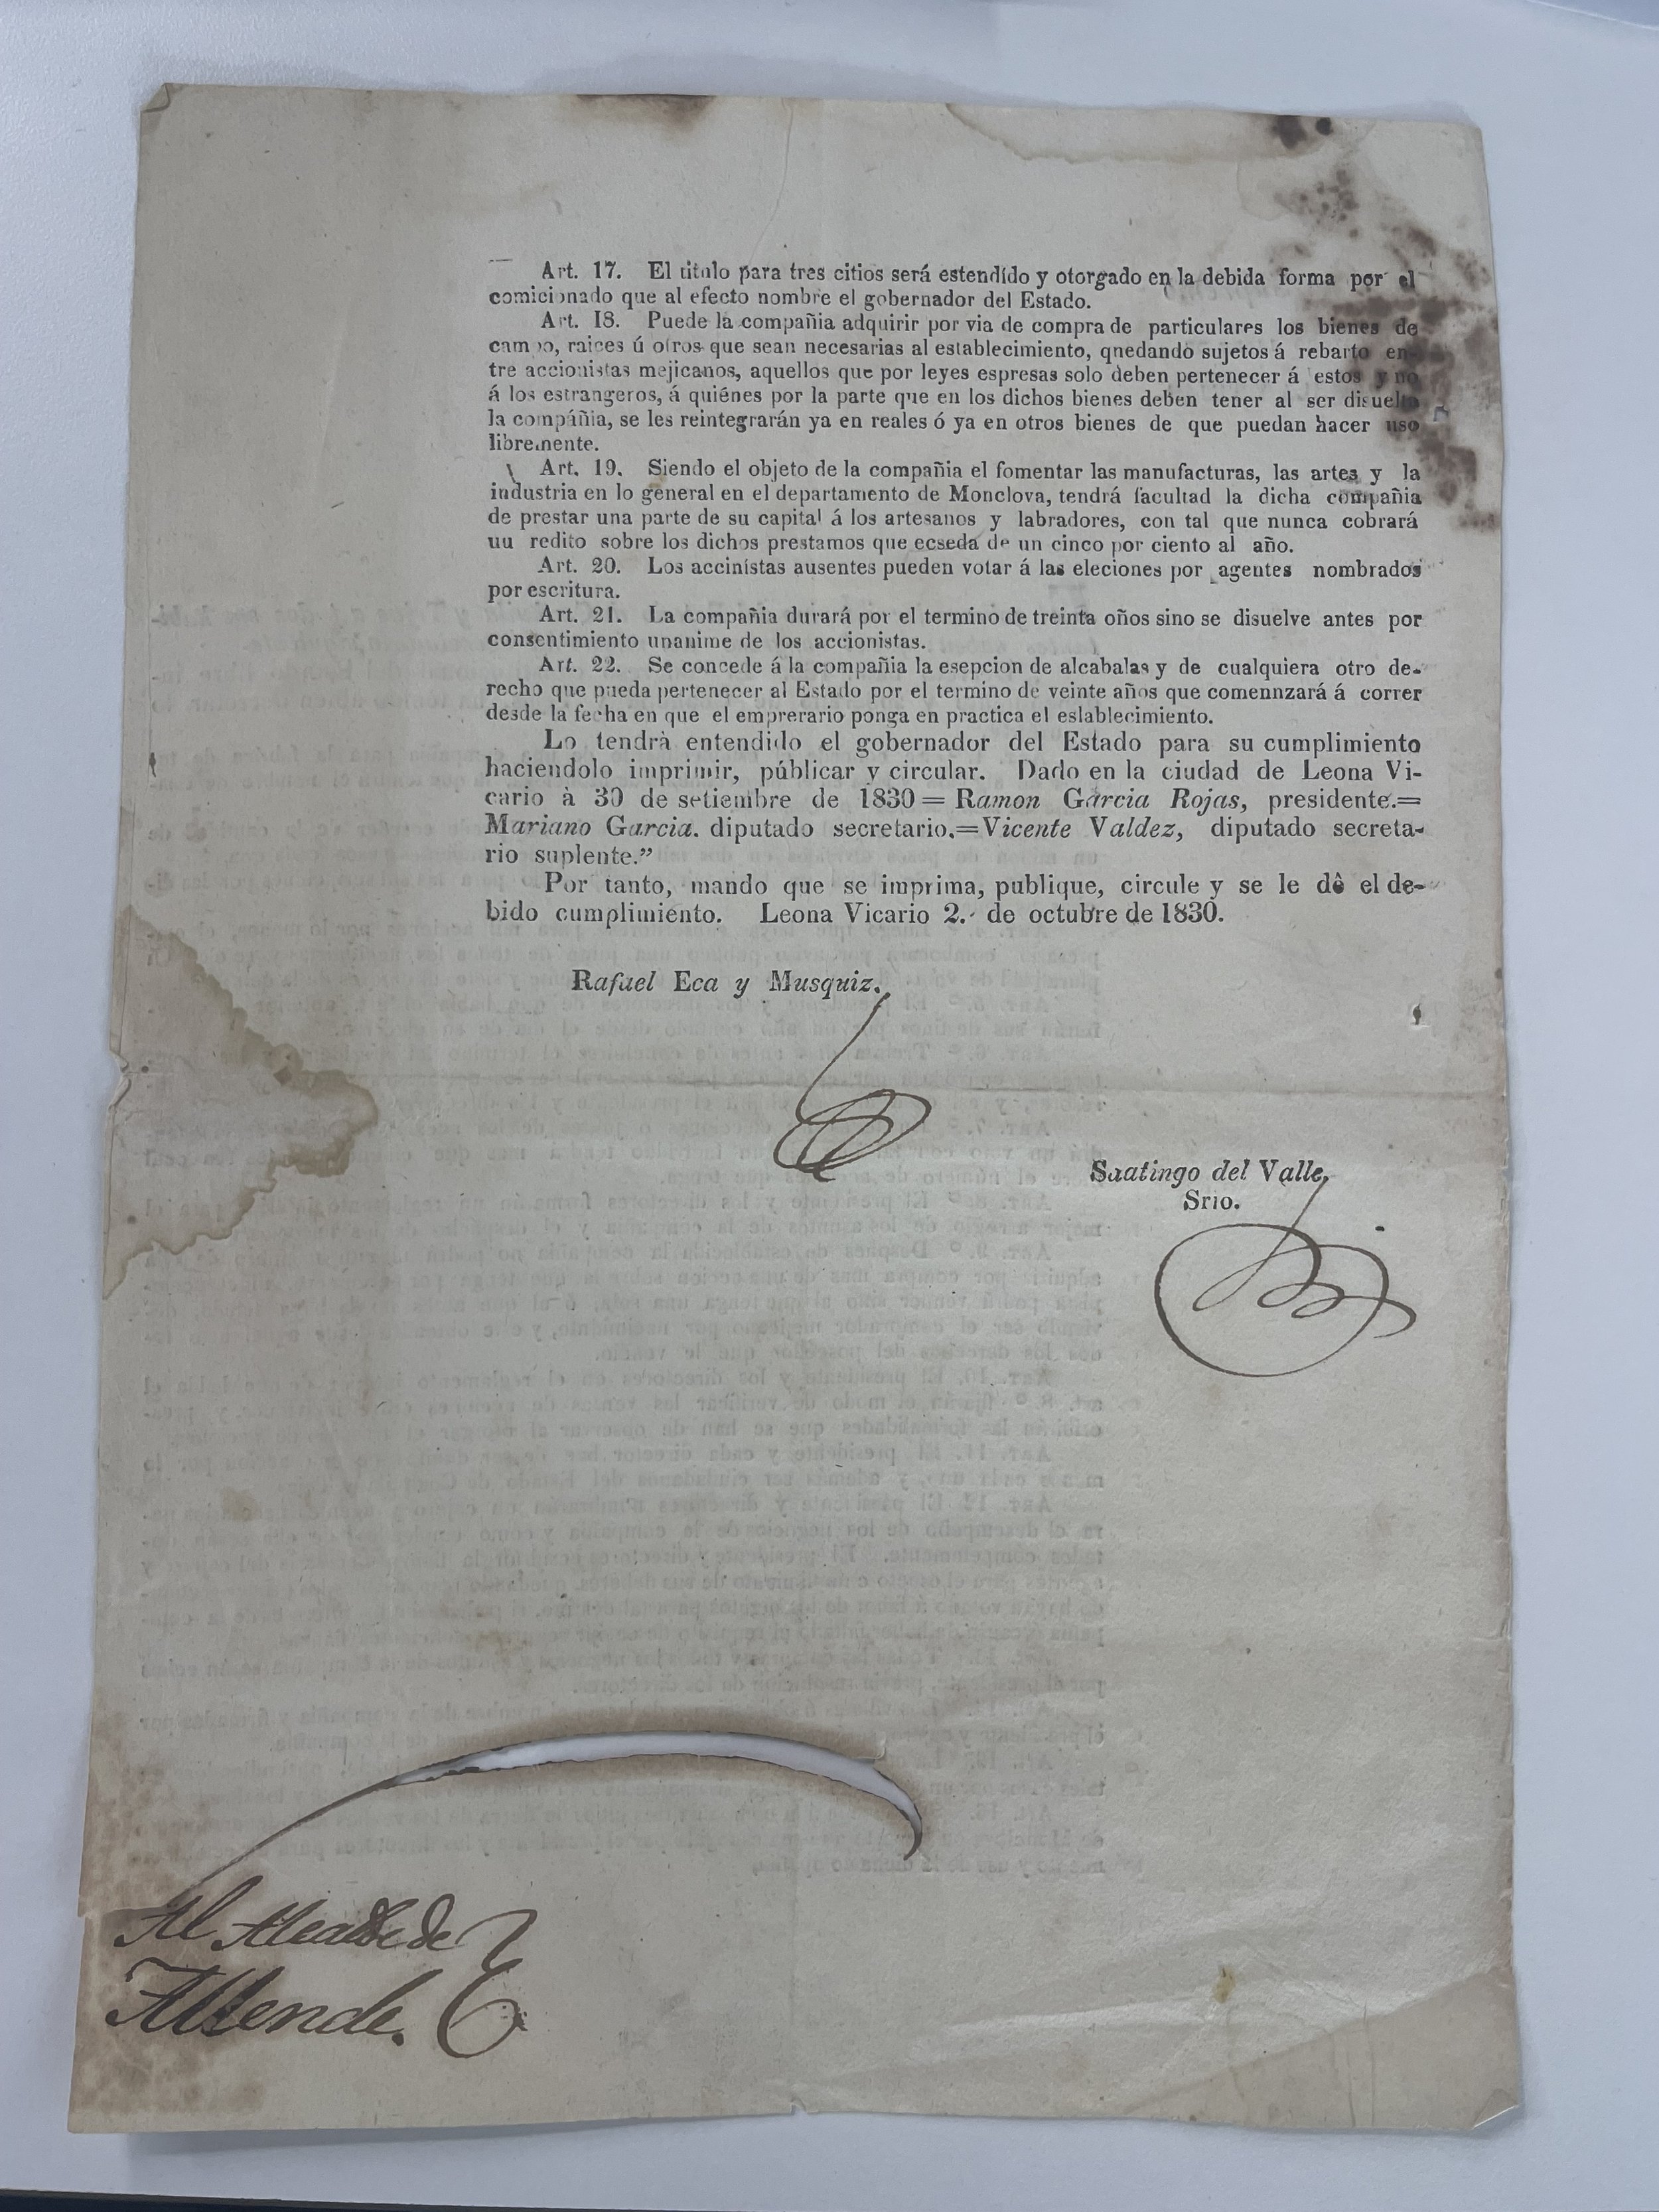 Art. 17. El titulo para tres citios será estendido y otorgado en la debida forma por el
comicionado que al efecto nombre el gobernador del Estado.
Art. I8. Puede la compañia adquirir por via de compra de particulares los bienes de
campo, raices ú otros que sean necesarias al establecimiento, qnedando sujetos á rebarto en-
tre accionistas mejicanos, aquellos que por leyes espresas solo deben pertenecer á estos y no
á los estrangeros, á quiénes por la parte que en los dichos bienes deben tener al ser disuelta
la compáñia, se les reintegrarán ya en reales ó ya en otros bienes de que puedan hacer uso
libremente.
Art. 19. Siendo el objeto de la compañia el fomentar las manufacturas, las artes y la
industria en lo general en el departamento de Monclova, tendrá facultad la dicha compañia
de prestar una parte de su capital á los artesanos y labradores, con tal que nunca cobrará
uu redito sobre los dichos prestamos que ecseda de un cinco por ciento al año.
Art. 20. Los accinistas ausentes pueden votar á las eleciones por agentes nombrados
por escritura.
Art. 21. La compañia durará por el termino de treinta oños sino se disuelve antes por
consentimiento unanime de los accionistas.
Art. 22. Se concede á la compañia la esepcion de alcabalas y de cualquiera otro de-
recho que pueda pertenecer al Estado por el termino de veinte años que comennzará á correr
desde la fecha en que el emprerario ponga en practica el eslablecimiento.
Lo tendrà entendido el gobernador del Estado para su cumplimiento
haciendolo imprimir, públicar y circular. Dado en la ciudad de Leona Vi-
cario à 30 de setiembre de 1830 = Ramon Garcia Rojas, presidente.=
Mariano Garcia. diputado secretario.=Vicente Valdez, diputado secreta-
rio suplente.”
Por tanto, mando que se imprima, publique, circule y se le dê el de-
bido cumplimiento. Leona Vicario 2. de octubre de 1830.
Rafael Eca y Musquiz.
Saatingo del Valle,
Srio.
Al Alcalde de
Allende.